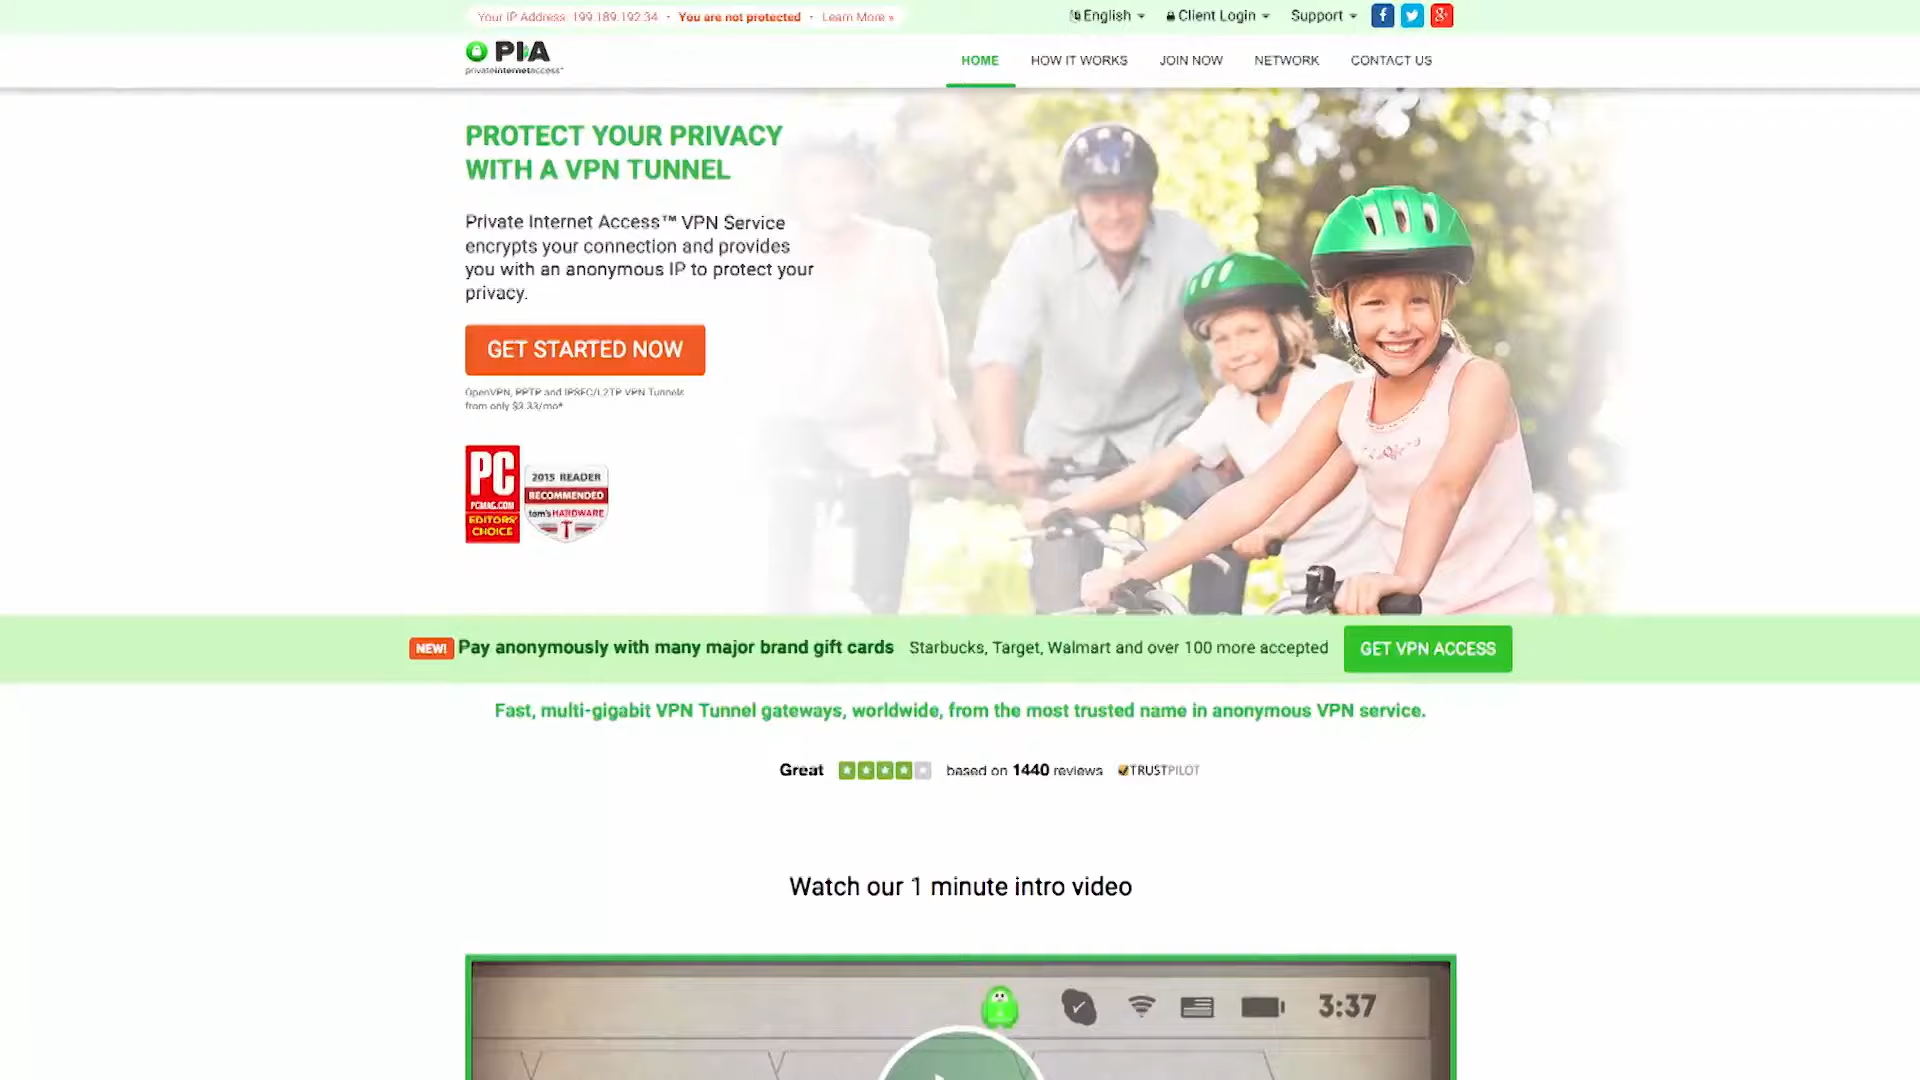 Your IP Address: 199.189.192.34 · You are not protected · Learn More »
English Client Login Support f g+
PIA
privateinternetaccess™
HOME HOW IT WORKS JOIN NOW NETWORK CONTACT US
PROTECT YOUR PRIVACY
WITH A VPN TUNNEL
Private Internet Access™ VPN Service
encrypts your connection and provides
you with an anonymous IP to protect your
privacy.
GET STARTED NOW
OpenVPN, PPTP and IPSEC/L2TP VPN Tunnels
from only $3.33/mo*
PC
PCMAG.COM
EDITORS'
CHOICE
2015 READER
RECOMMENDED
tom's HARDWARE
NEW! Pay anonymously with many major brand gift cards Starbucks, Target, Walmart and over 100 more accepted GET VPN ACCESS
Fast, multi-gigabit VPN Tunnel gateways, worldwide, from the most trusted name in anonymous VPN service.
Great based on 1440 reviews TRUSTPILOT
Watch our 1 minute intro video
3:37